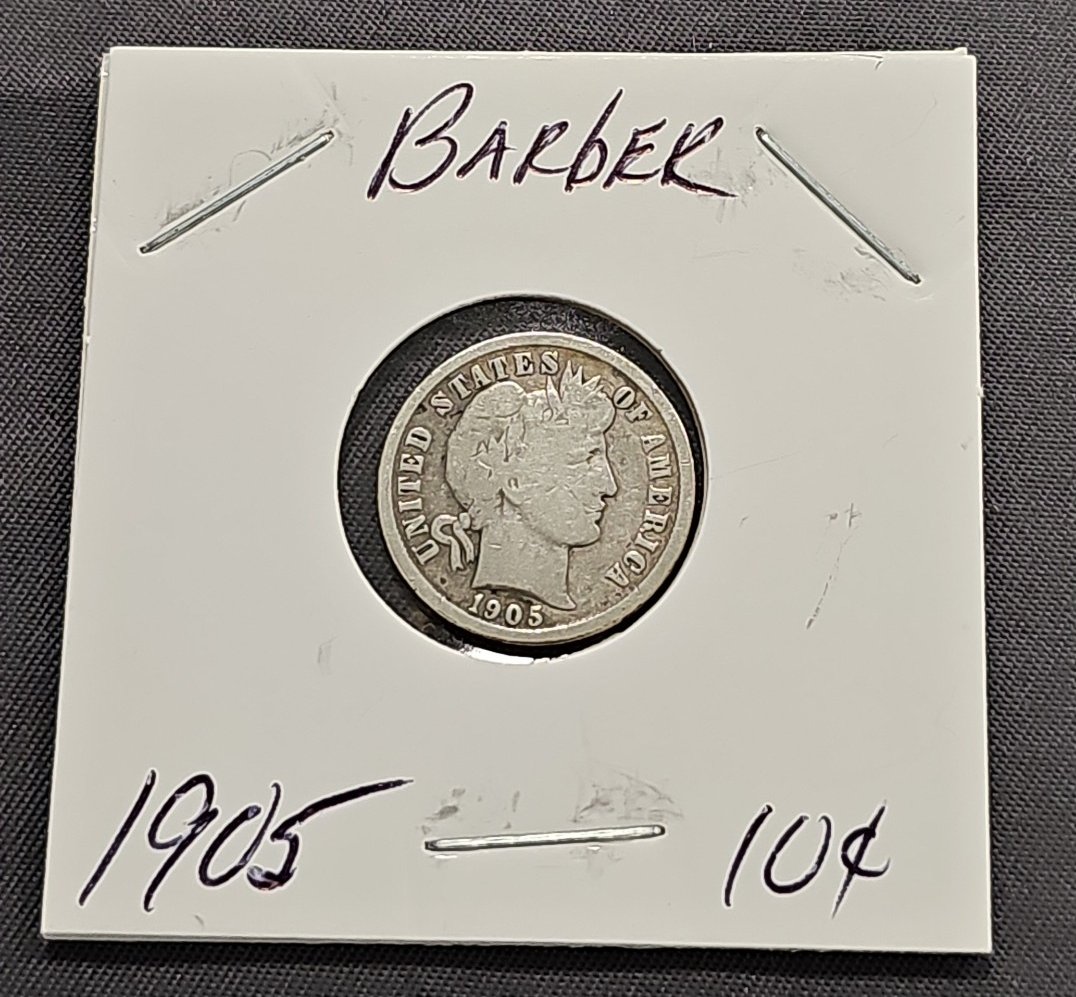 BARbER
UNITED STATES OF AMERICA
1905
1905 10¢